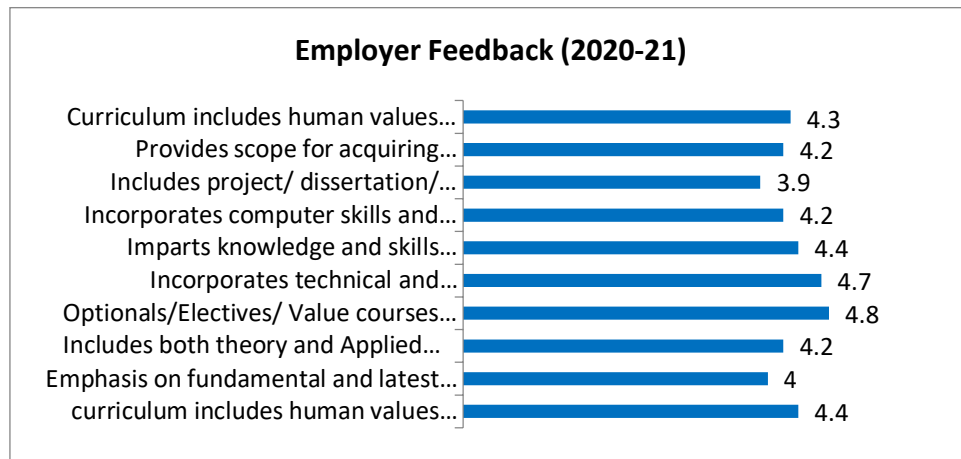 Employer Feedback (2020-21)
Curriculum includes human values... 4.3
Provides scope for acquiring... 4.2
Includes project/ dissertation/... 3.9
Incorporates computer skills and... 4.2
Imparts knowledge and skills... 4.4
Incorporates technical and... 4.7
Optionals/Electives/ Value courses... 4.8
Includes both theory and Applied... 4.2
Emphasis on fundamental and latest... 4
curriculum includes human values... 4.4